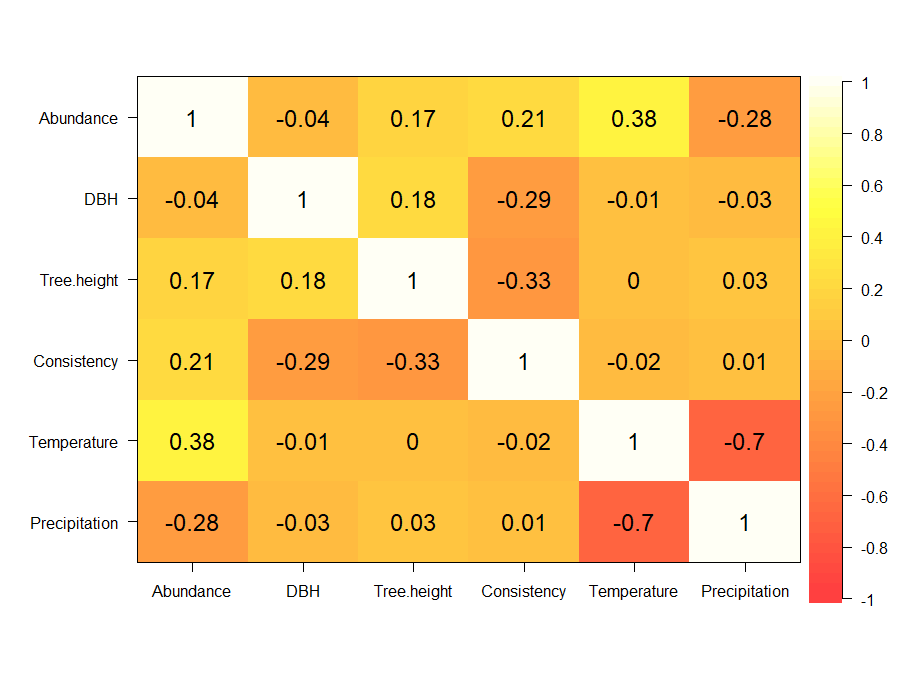 Abundance 1 -0.04 0.17 0.21 0.38 -0.28
DBH -0.04 1 0.18 -0.29 -0.01 -0.03
Tree.height 0.17 0.18 1 -0.33 0 0.03
Consistency 0.21 -0.29 -0.33 1 -0.02 0.01
Temperature 0.38 -0.01 0 -0.02 1 -0.7
Precipitation -0.28 -0.03 0.03 0.01 -0.7 1
Abundance DBH Tree.height Consistency Temperature Precipitation
1
0.8
0.6
0.4
0.2
0
-0.2
-0.4
-0.6
-0.8
-1